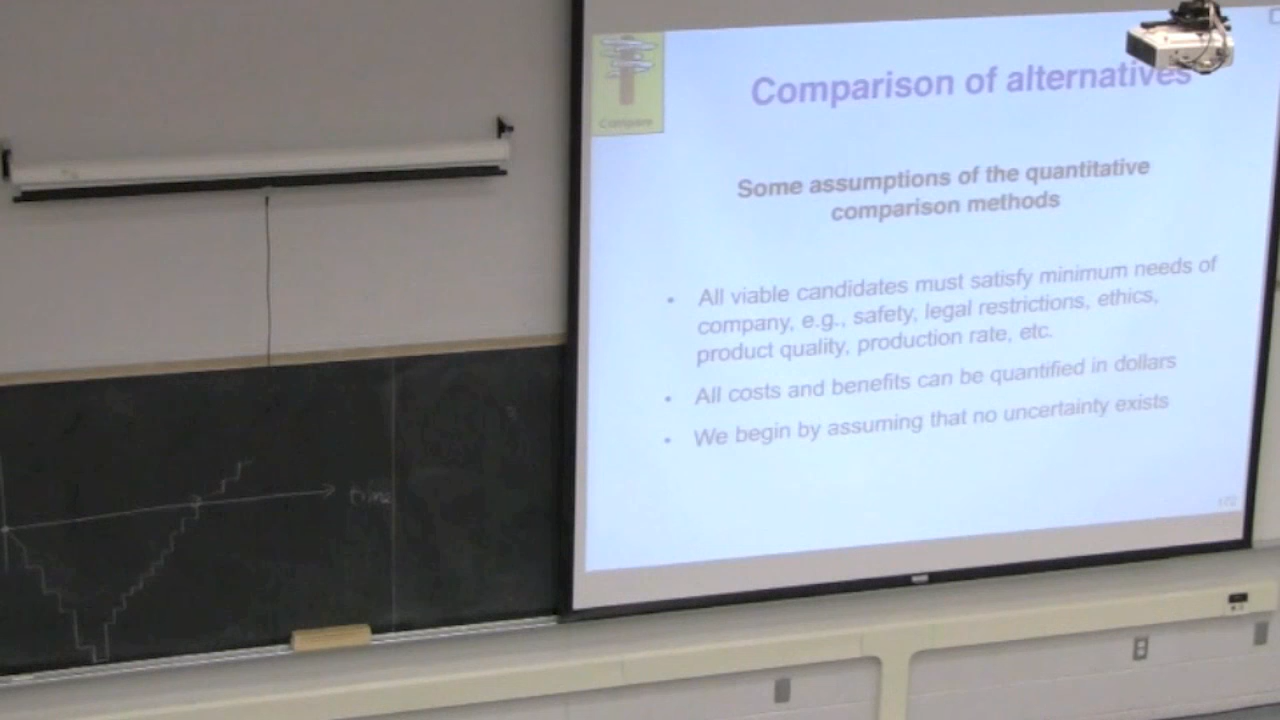 Compare
Comparison of alternatives
Some assumptions of the quantitative
comparison methods
• All viable candidates must satisfy minimum needs of
company, e.g., safety, legal restrictions, ethics,
product quality, production rate, etc.
• All costs and benefits can be quantified in dollars
• We begin by assuming that no uncertainty exists
time